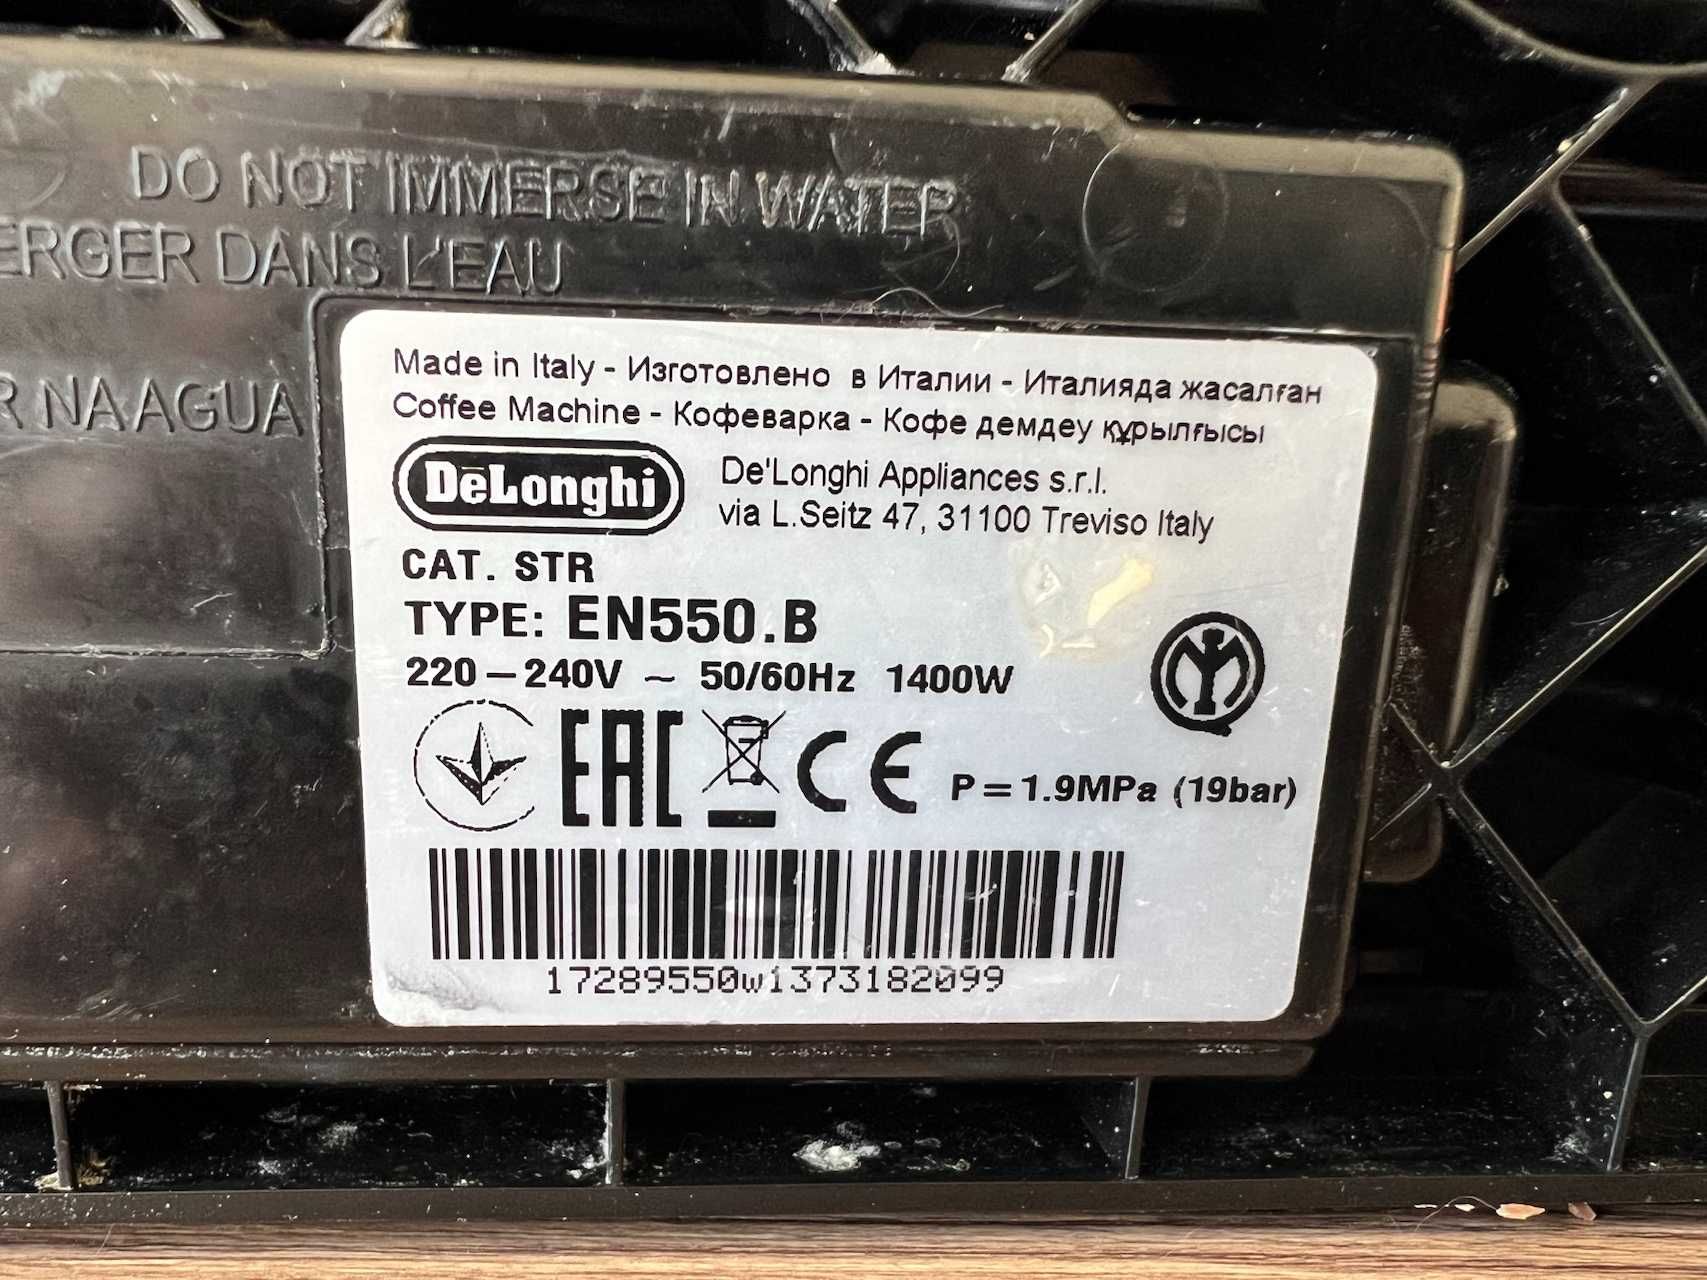 DO NOT IMMERSE IN WATER
ERGER DANS L'EAU
R NA AGUA
Made in Italy - Изготовлено в Италии - Италияда жасалған
Coffee Machine - Кофеварка - Кофе демдеу құрылғысы
DeLonghi
De'Longhi Appliances s.r.l.
via L.Seitz 47, 31100 Treviso Italy
CAT. STR
TYPE: EN550.B
220-240V ~ 50/60Hz 1400W
EAC CE P=1.9MPa (19bar)
17289550w1373182099